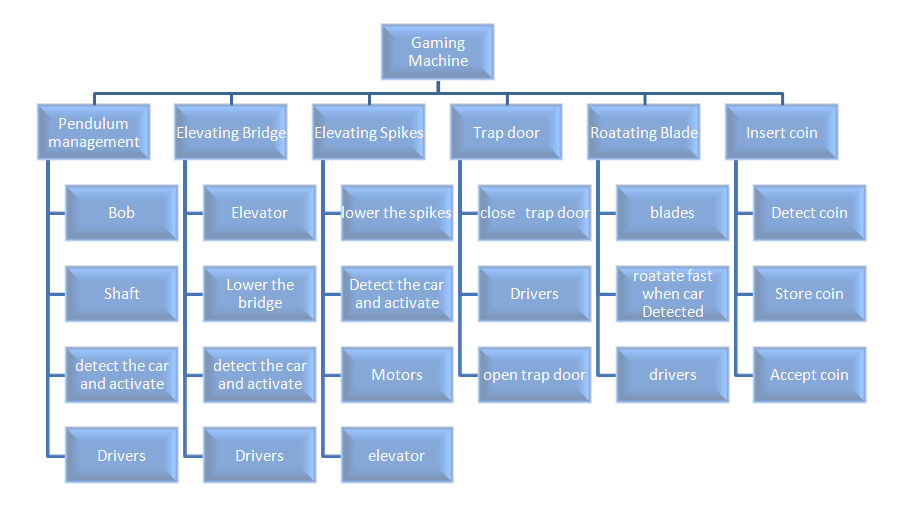 Gaming
Machine
Pendulum
management
Elevating Bridge
Elevating Spikes
Trap door
Roatating Blade
Insert coin
Bob
Elevator
lower the spikes
close trap door
blades
Detect coin
Shaft
Lower the
bridge
Detect the car
and activate
Drivers
roatate fast
when car
Detected
Store coin
detect the car
and activate
detect the car
and activate
Motors
open trap door
drivers
Accept coin
Drivers
Drivers
elevator